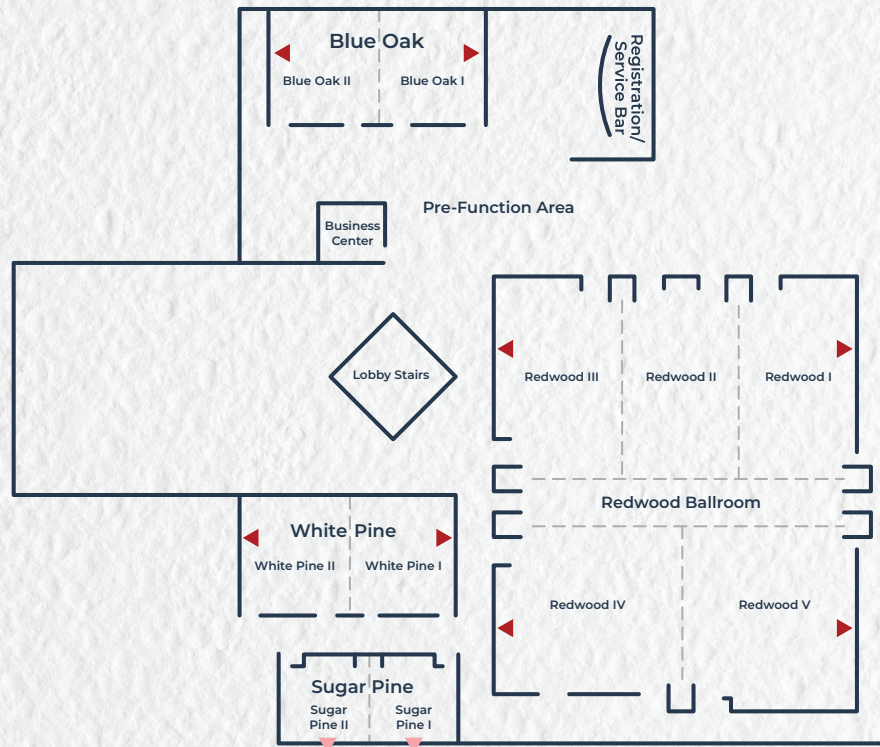 Blue Oak
Blue Oak II
Blue Oak I
Registration/
Service Bar
Pre-Function Area
Business
Center
Lobby Stairs
Redwood III
Redwood II
Redwood I
Redwood Ballroom
White Pine
White Pine II
White Pine I
Redwood IV
Redwood V
Sugar Pine
Sugar
Pine II
Sugar
Pine I